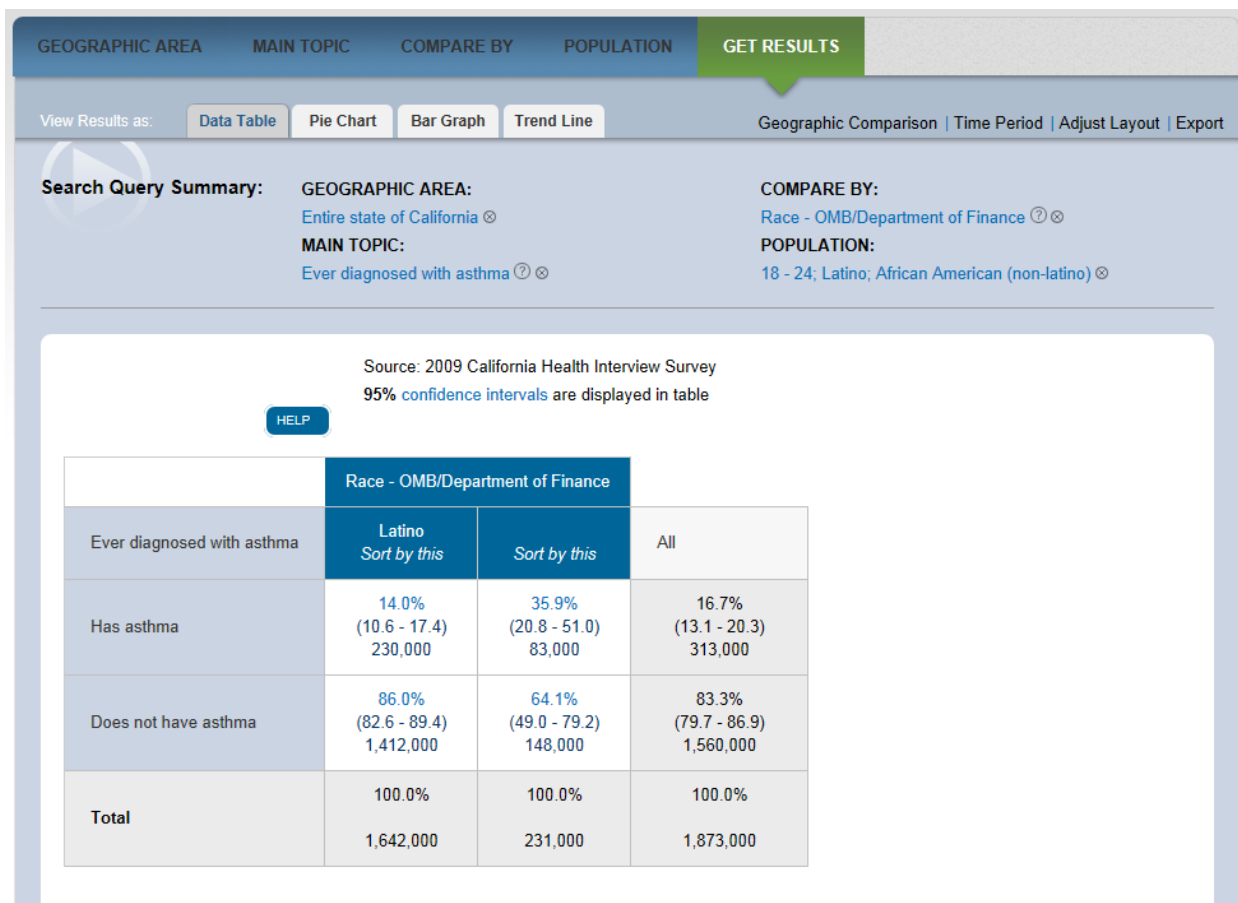 GEOGRAPHIC AREA MAIN TOPIC COMPARE BY POPULATION GET RESULTS
View Results as: Data Table Pie Chart Bar Graph Trend Line Geographic Comparison | Time Period | Adjust Layout | Export
Search Query Summary:
GEOGRAPHIC AREA:
Entire state of California
MAIN TOPIC:
Ever diagnosed with asthma
COMPARE BY:
Race - OMB/Department of Finance
POPULATION:
18 - 24; Latino; African American (non-latino)
Source: 2009 California Health Interview Survey
95% confidence intervals are displayed in table
HELP
Race - OMB/Department of Finance
Ever diagnosed with asthma
Latino
Sort by this
Sort by this
All
Has asthma
14.0%
(10.6 - 17.4)
230,000
35.9%
(20.8 - 51.0)
83,000
16.7%
(13.1 - 20.3)
313,000
Does not have asthma
86.0%
(82.6 - 89.4)
1,412,000
64.1%
(49.0 - 79.2)
148,000
83.3%
(79.7 - 86.9)
1,560,000
Total
100.0%
1,642,000
100.0%
231,000
100.0%
1,873,000